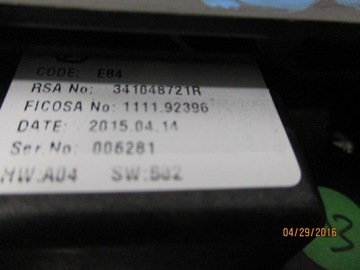 CODE: E84
RSA No: 341048721R
FICOSA No: 1111.92396
DATE: 2015.04.14
Ser.No: 006281
HW:A04 SW:802
3
04/29/2016